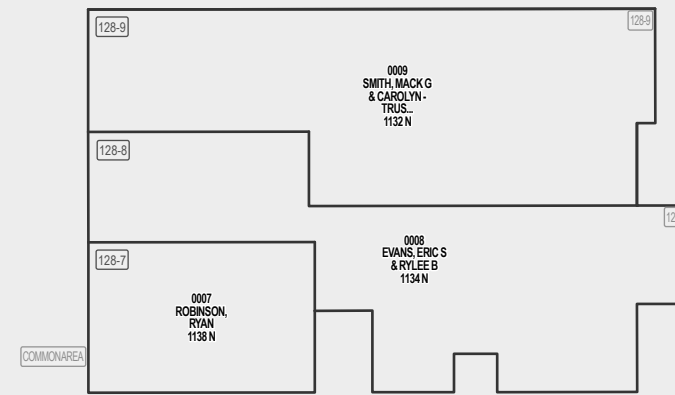 128-9
128-9
0009
SMITH, MACK G
& CAROLYN -
TRUS...
1132 N
128-8
12
0008
EVANS, ERIC S
& RYLEE B
1134 N
128-7
0007
ROBINSON,
RYAN
1138 N
COMMONAREA